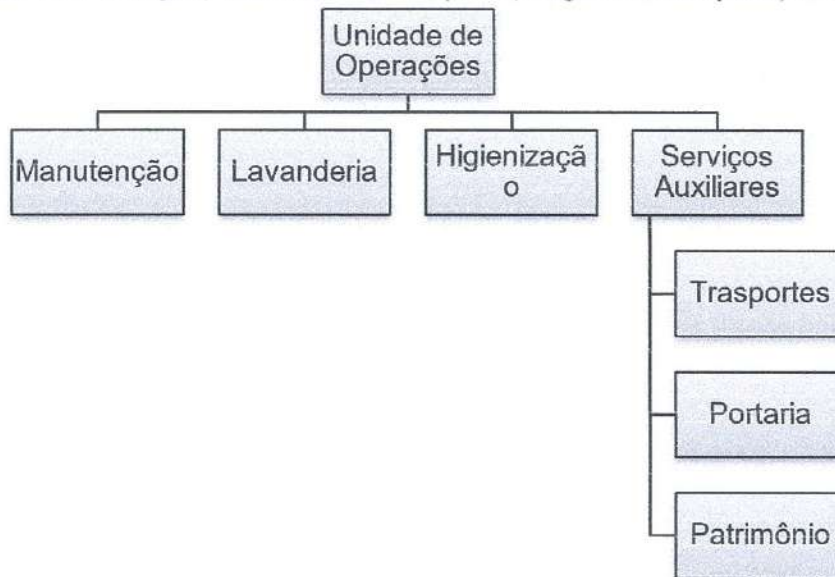 Unidade de
Operações
Manutenção
Lavanderia
Higienizaçã
o
Serviços
Auxiliares
Trasportes
Portaria
Patrimônio